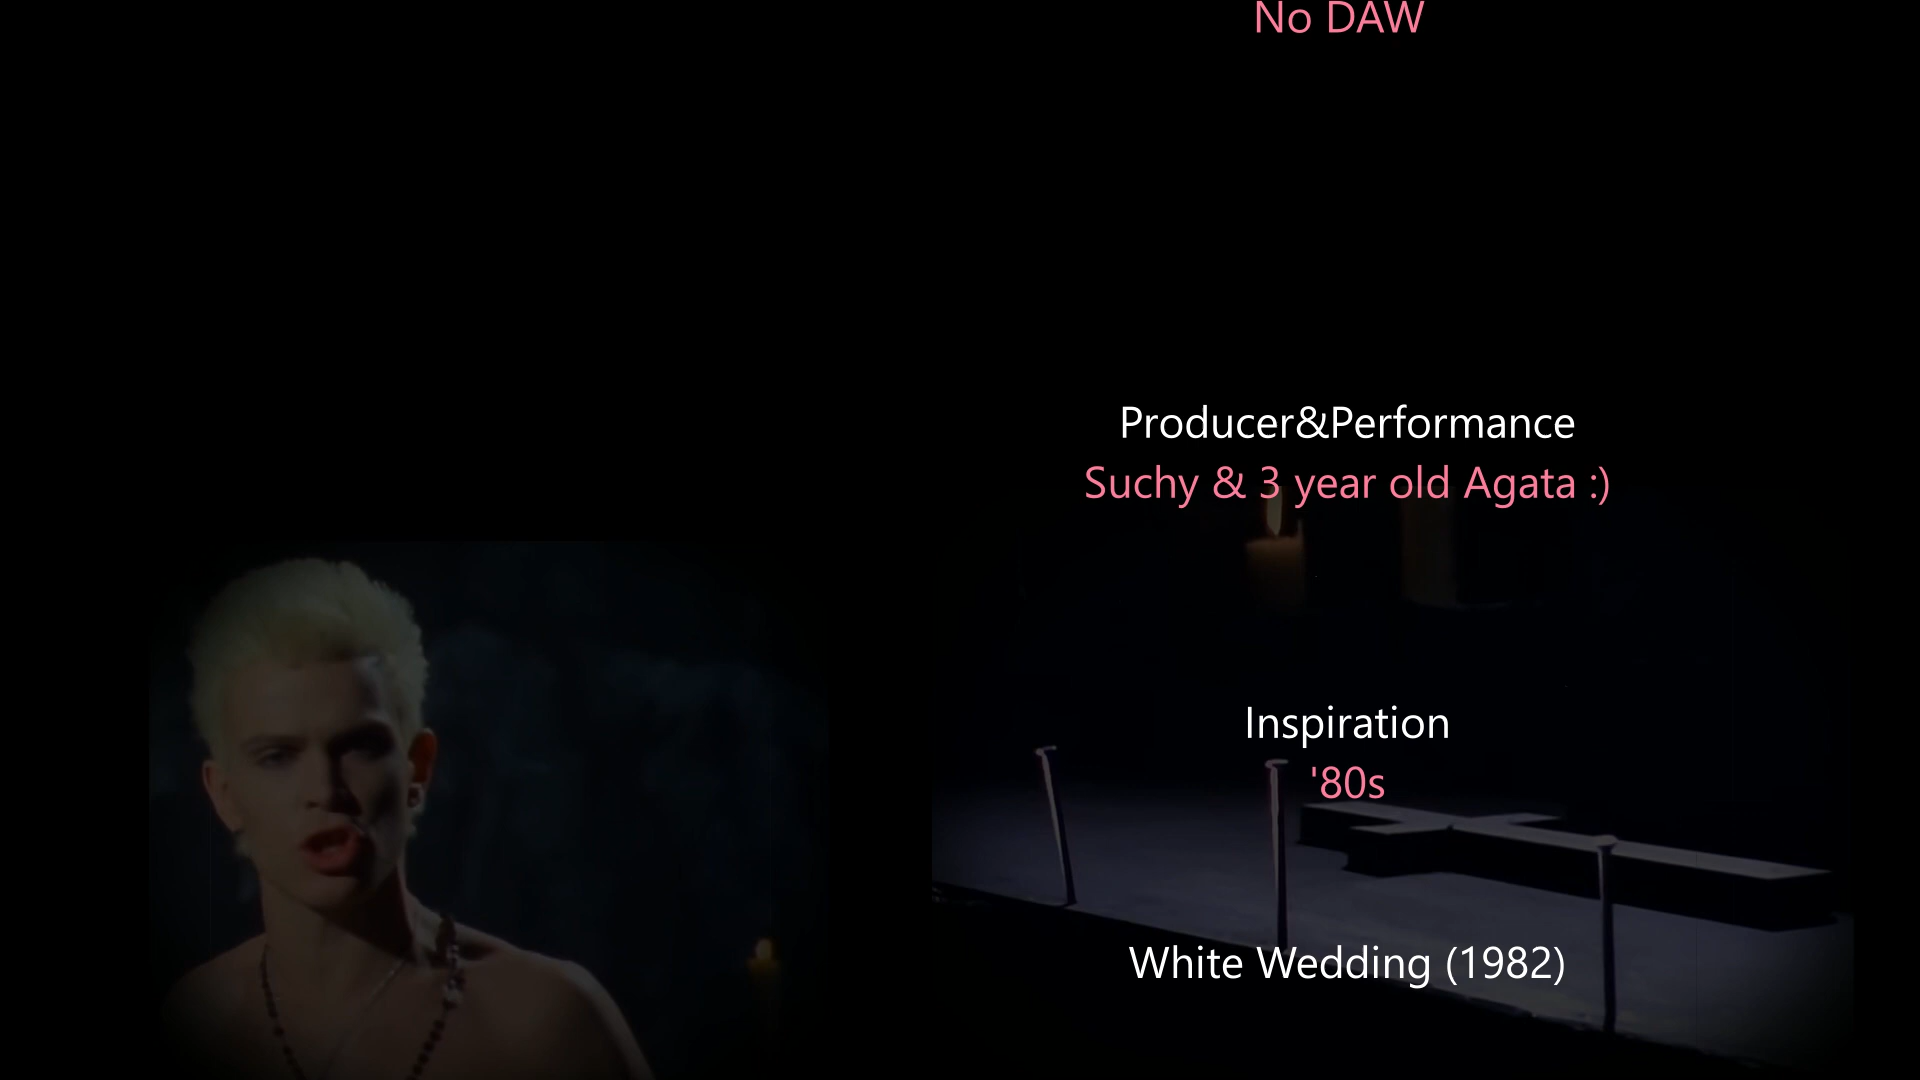 No DAW
Producer&Performance
Suchy & 3 year old Agata :)
Inspiration
'80s
White Wedding (1982)